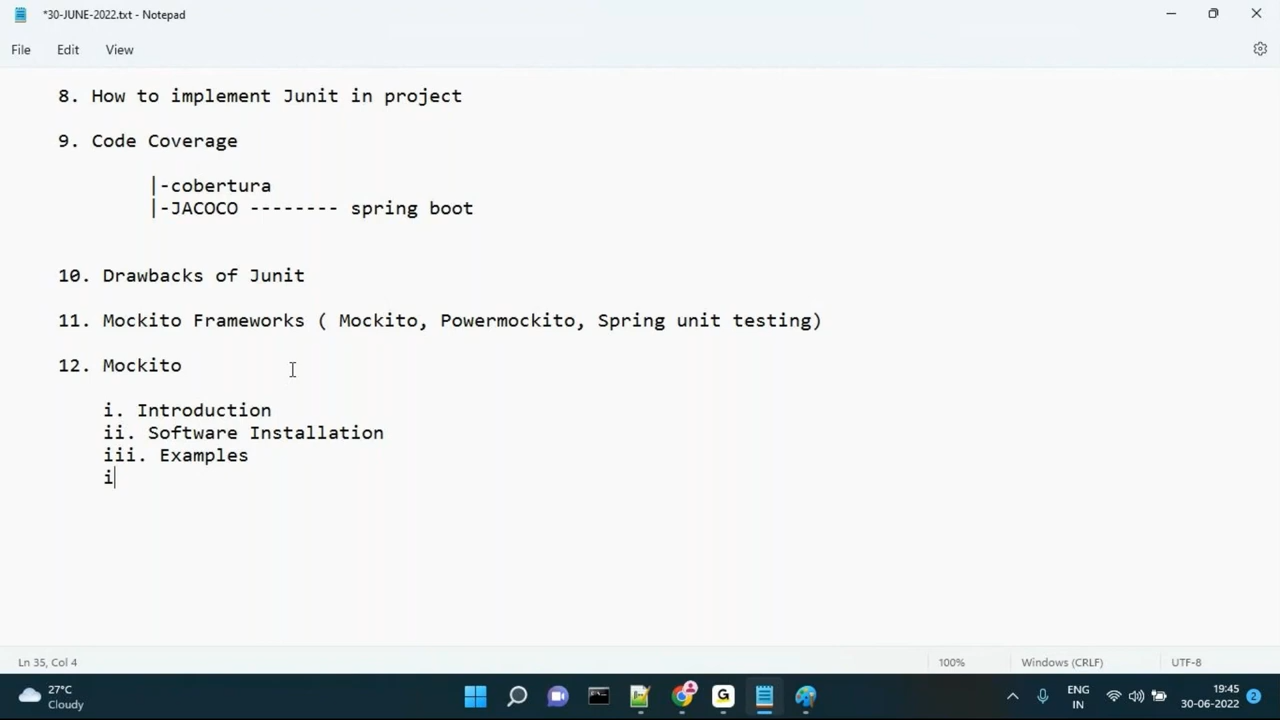 *30-JUNE-2022.txt - Notepad
File Edit View
8. How to implement Junit in project
9. Code Coverage
|-cobertura
|-JACOCO -------- spring boot
10. Drawbacks of Junit
11. Mockito Frameworks ( Mockito, Powermockito, Spring unit testing)
12. Mockito
i. Introduction
ii. Software Installation
iii. Examples
i
Ln 35, Col 4 100% Windows (CRLF) UTF-8
27°C
Cloudy
G
ENG
IN
19:45
30-06-2022
2